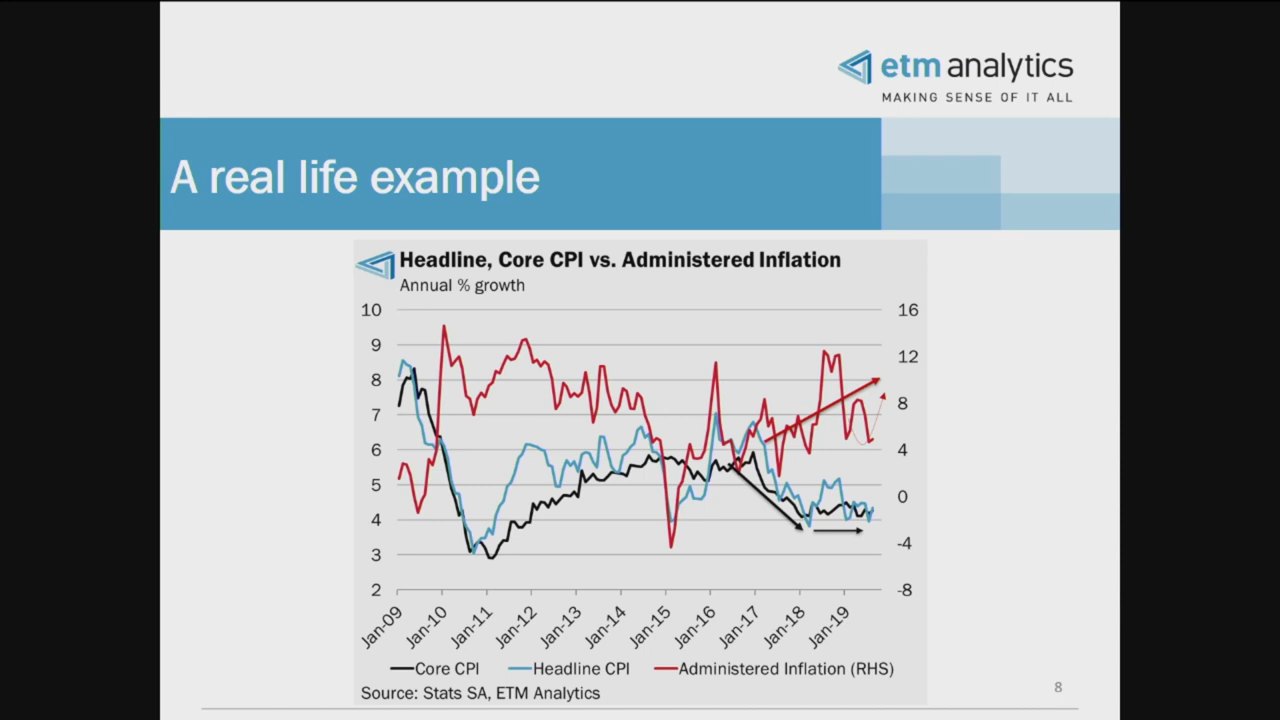 etm analytics
MAKING SENSE OF IT ALL
A real life example
Headline, Core CPI vs. Administered Inflation
Annual % growth
10
9
8
7
6
5
4
3
2
16
12
8
4
0
-4
-8
Jan-09
Jan-10
Jan-11
Jan-12
Jan-13
Jan-14
Jan-15
Jan-16
Jan-17
Jan-18
Jan-19
Core CPI
Headline CPI
Administered Inflation (RHS)
Source: Stats SA, ETM Analytics
8